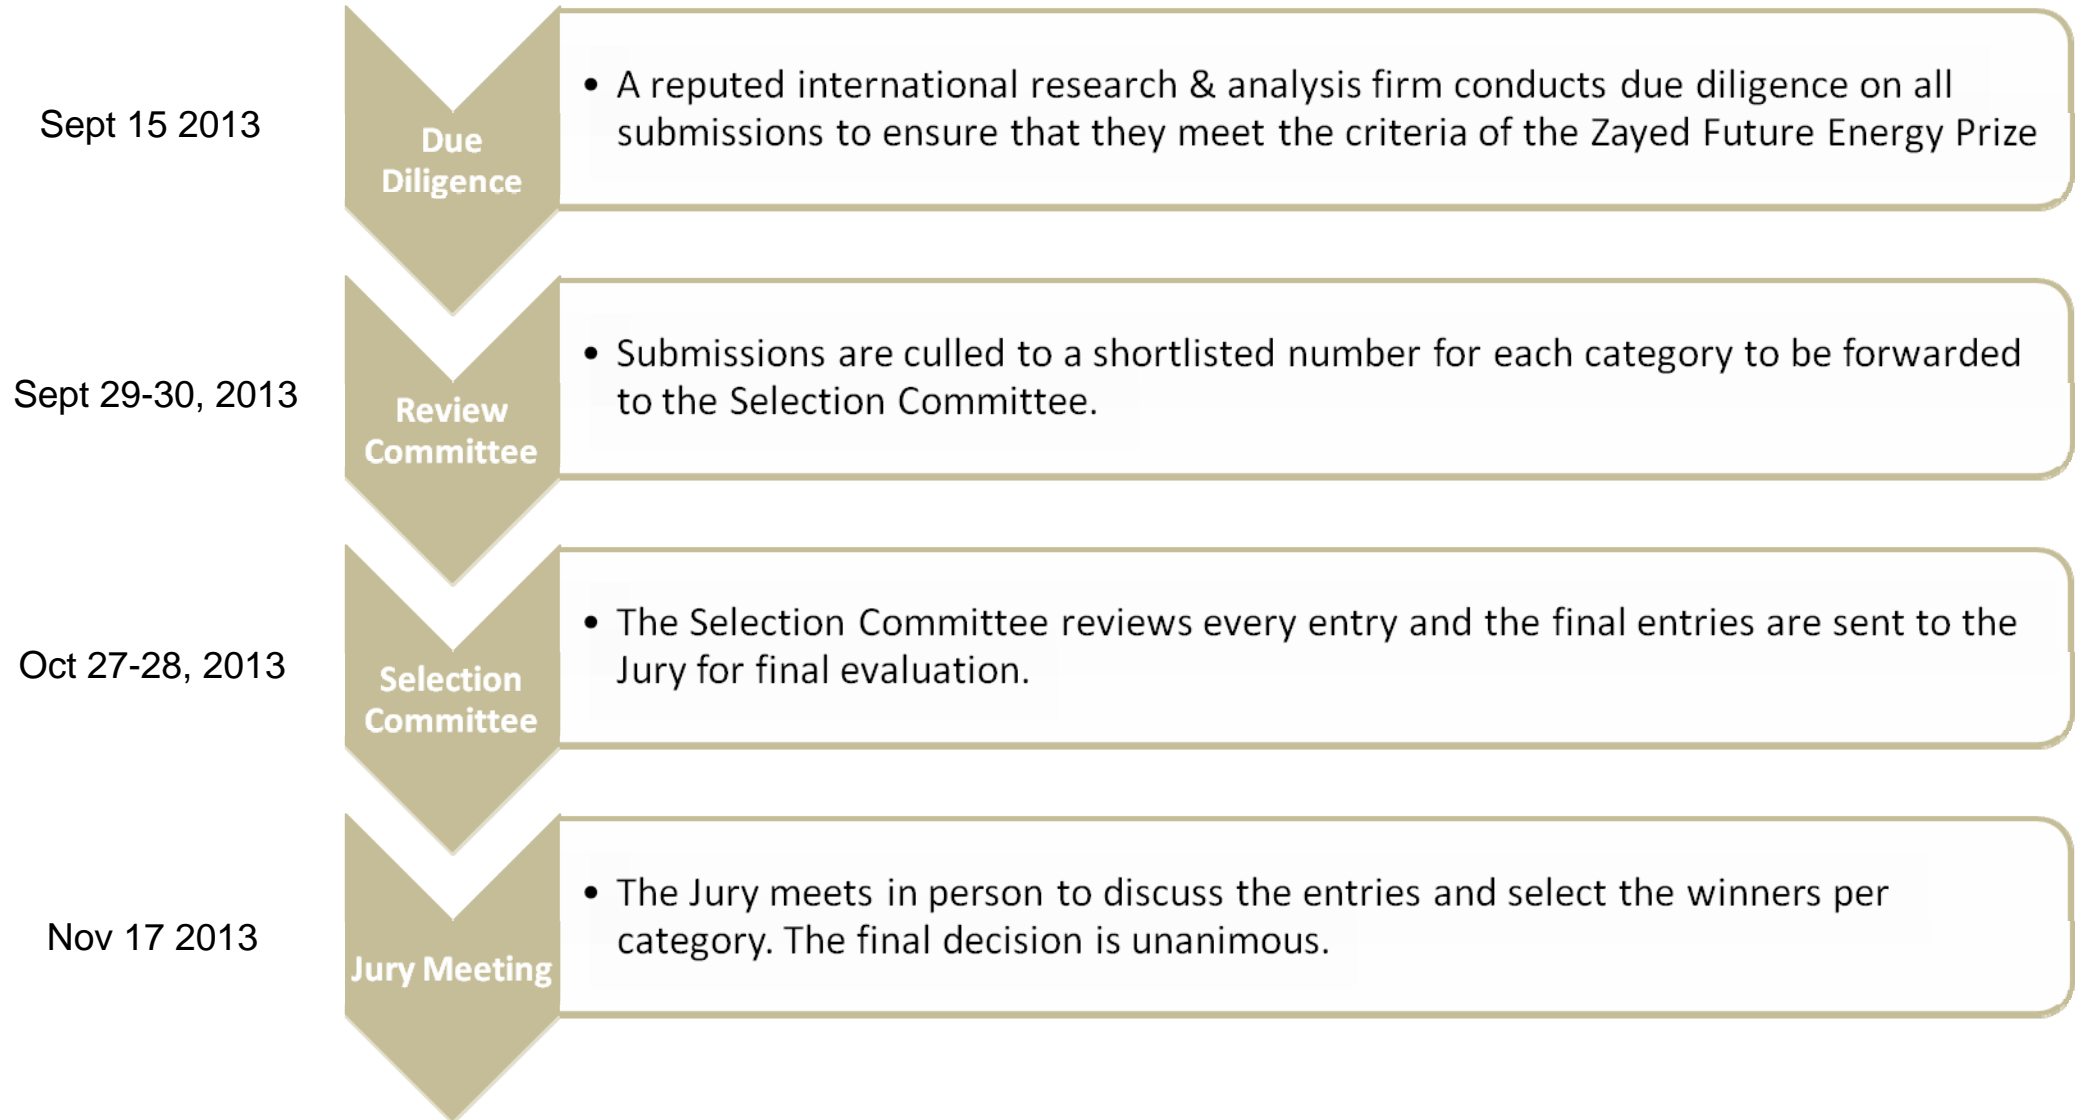 Sept 15 2013
Due
Diligence
• A reputed international research & analysis firm conducts due diligence on all
submissions to ensure that they meet the criteria of the Zayed Future Energy Prize
Sept 29-30, 2013
Review
Committee
• Submissions are culled to a shortlisted number for each category to be forwarded
to the Selection Committee.
Oct 27-28, 2013
Selection
Committee
• The Selection Committee reviews every entry and the final entries are sent to the
Jury for final evaluation.
Nov 17 2013
Jury Meeting
• The Jury meets in person to discuss the entries and select the winners per
category. The final decision is unanimous.